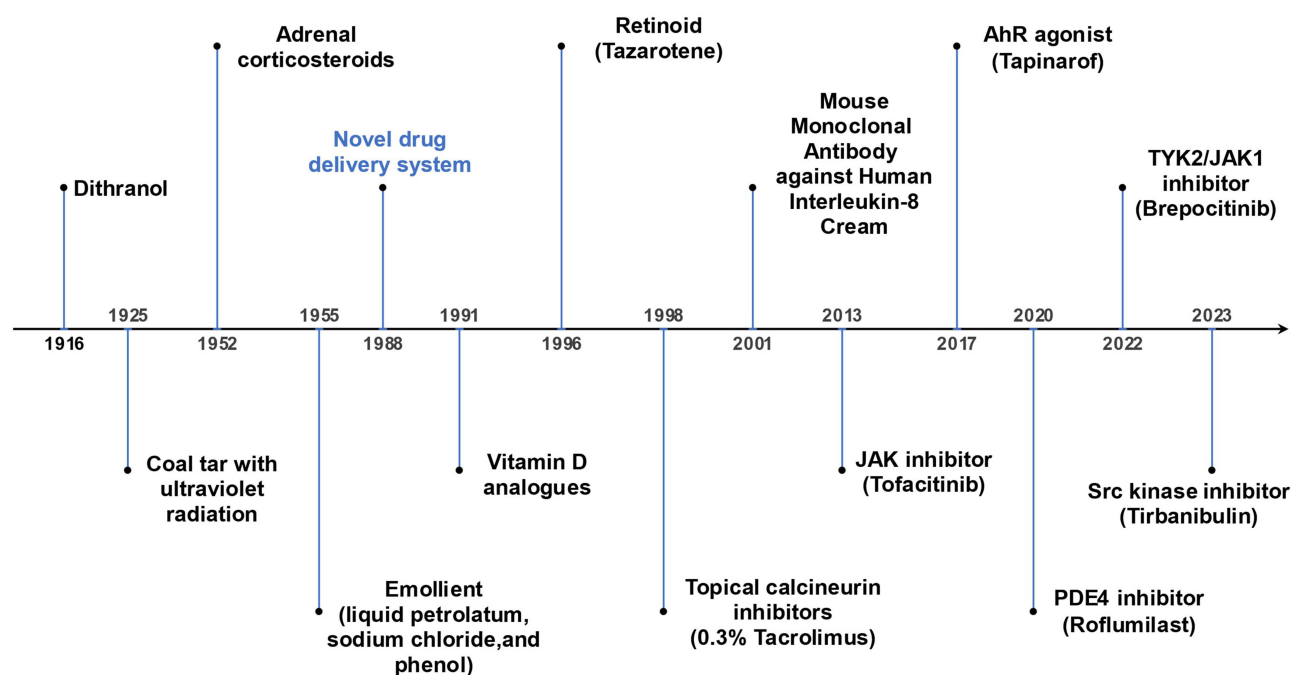 Adrenal
corticosteroids
Retinoid
(Tazarotene)
AhR agonist
(Tapinarof)
Novel drug
delivery system
Mouse
Monoclonal
Antibody
against Human
Interleukin-8
Cream
TYK2/JAK1
inhibitor
(Brepocitinib)
Dithranol
1925
1955
1991
1998
2013
2020
2023
1916
1952
1988
1996
2001
2017
2022
Coal tar with
ultraviolet
radiation
Vitamin D
analogues
JAK inhibitor
(Tofacitinib)
Src kinase inhibitor
(Tirbanibulin)
Emollient
(liquid petrolatum,
sodium chloride,and
phenol)
Topical calcineurin
inhibitors
(0.3% Tacrolimus)
PDE4 inhibitor
(Roflumilast)